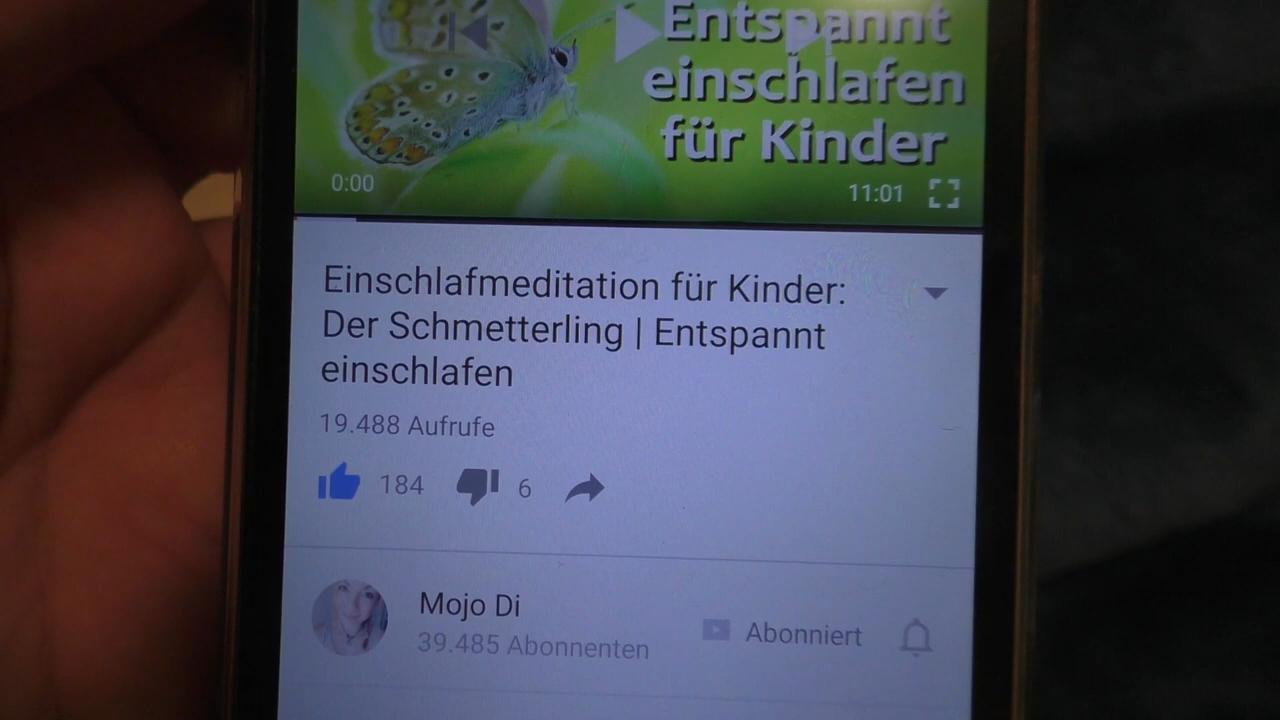 Entspannt
einschlafen
für Kinder
0:00
11:01
Einschlafmeditation für Kinder:
Der Schmetterling | Entspannt
einschlafen
19.488 Aufrufe
184
6
Mojo Di
39.485 Abonnenten
Abonniert